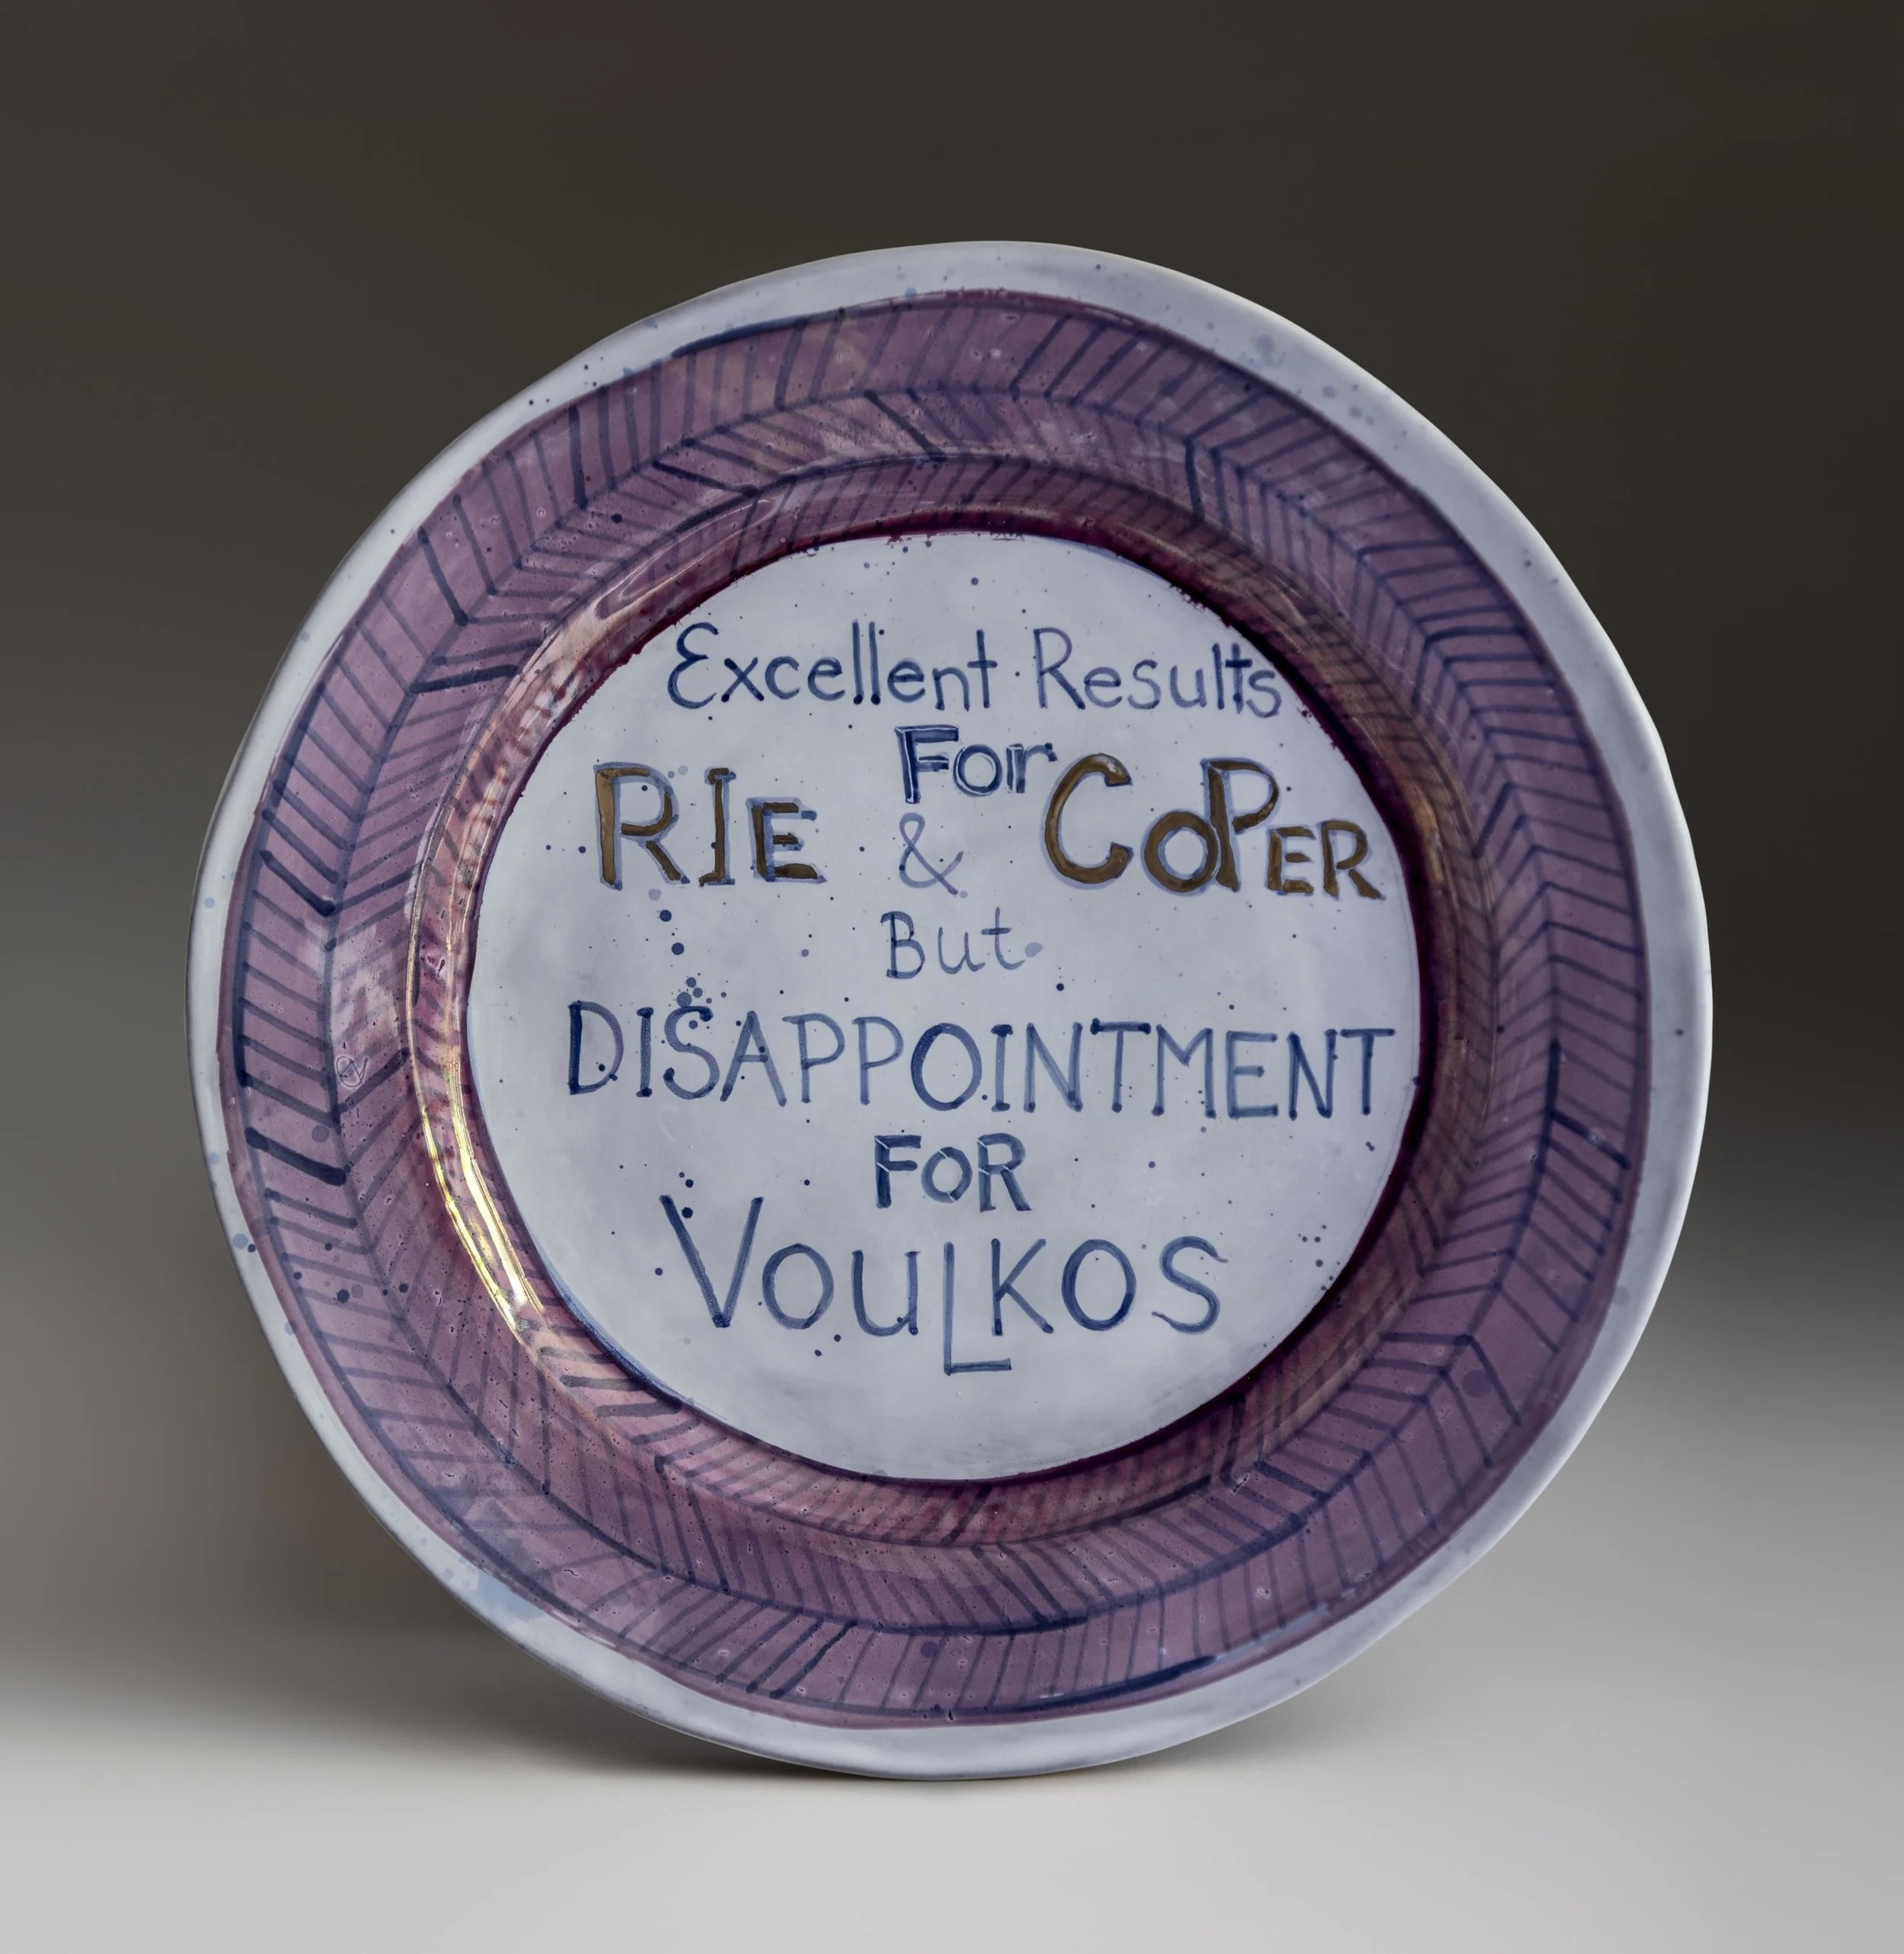 Excellent Results
For
RIE & COPER
But
DISAPPOINTMENT
FOR
VOULKOS